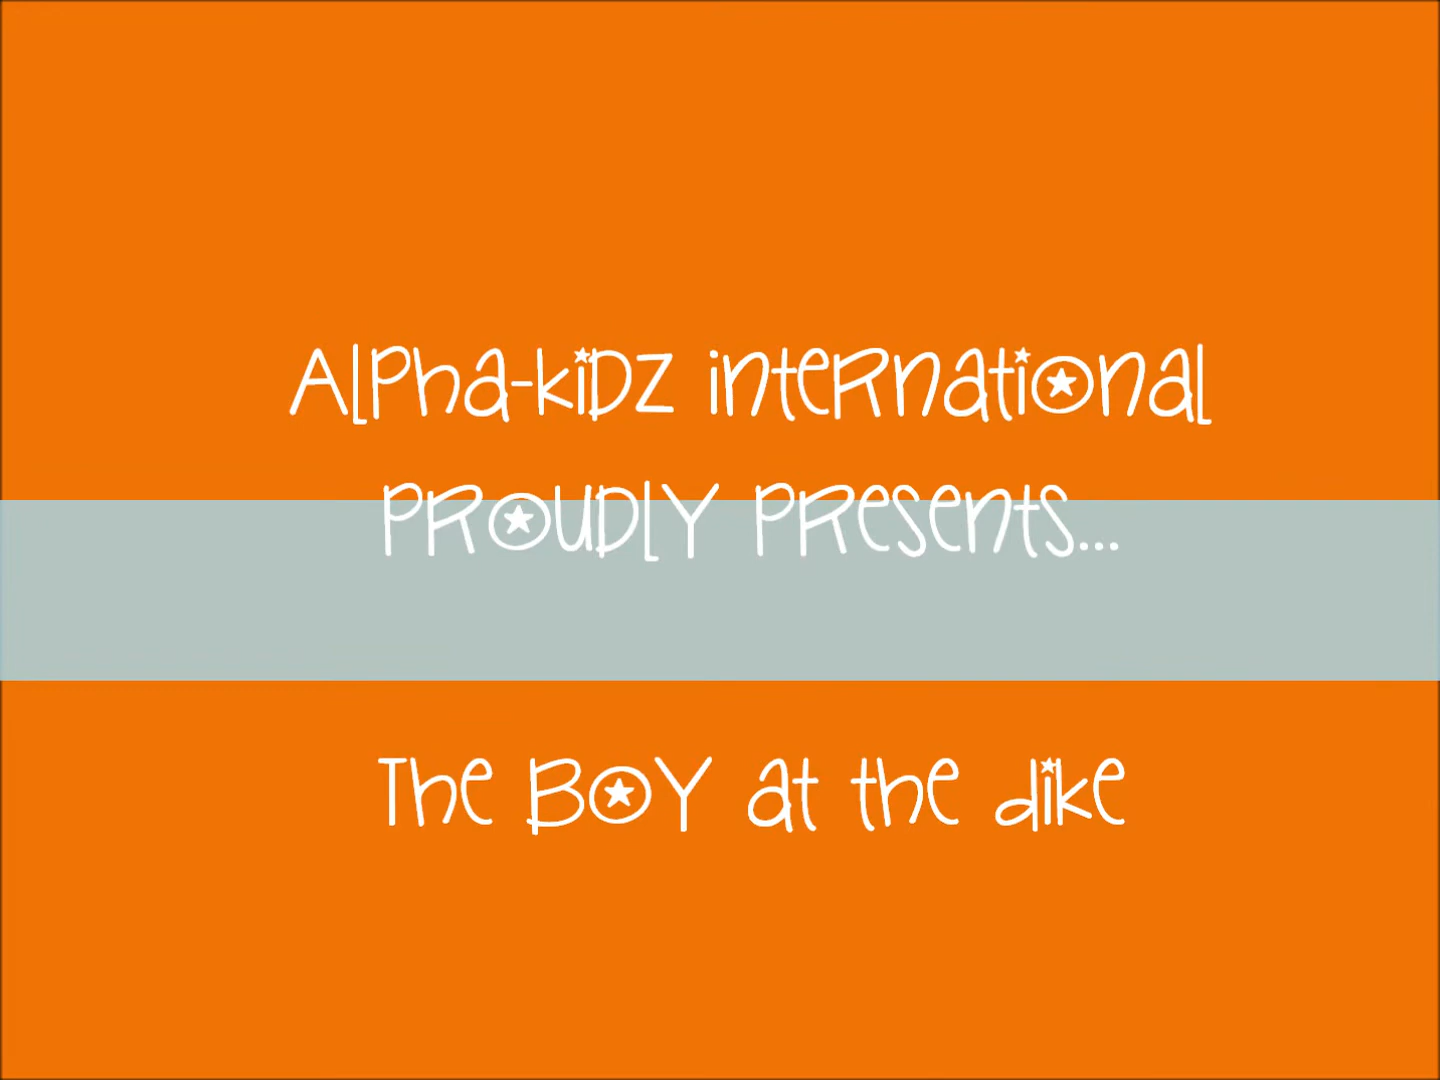 Alpha-kidz international
proudly presents...
The Boy at the dike